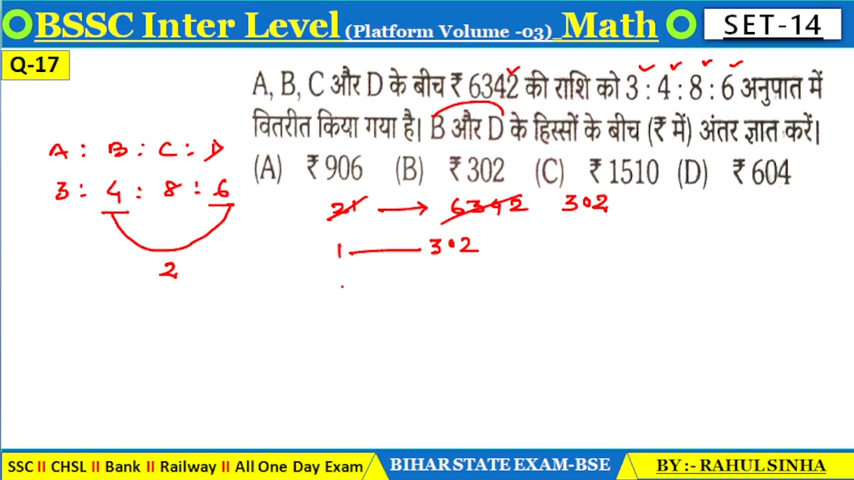 BSSC Inter Level (Platform Volume -03) Math SET-14
Q-17
A, B, C और D के बीच ₹ 6342 की राशि को 3 : 4 : 8 : 6 अनुपात में
वितरीत किया गया है। B और D के हिस्सों के बीच (₹ में) अंतर ज्ञात करें।
(A) ₹ 906 (B) ₹ 302 (C) ₹ 1510 (D) ₹ 604
A : B : C : D
3 : 4 : 8 : 6
2
21 → 6342 302
1 — 302
SSC II CHSL II Bank II Railway II All One Day Exam
BIHAR STATE EXAM-BSE
BY:- RAHUL SINHA